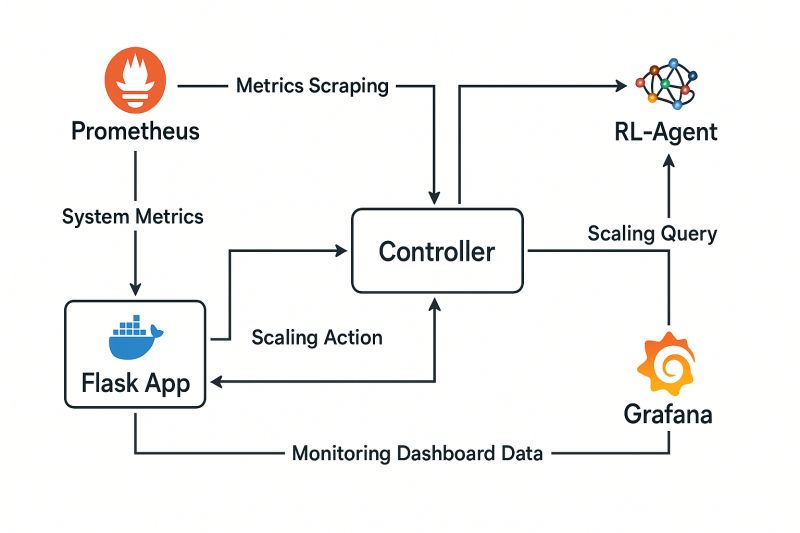 Metrics Scraping
Prometheus
RL-Agent
System Metrics
Scaling Query
Controller
Scaling Action
Flask App
Grafana
Monitoring Dashboard Data